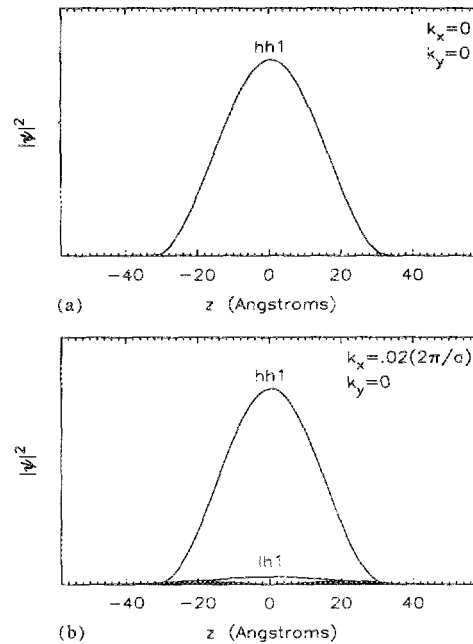 k_x=0
k_y=0
hh1
|ψ|²
−40 −20 0 20 40
(a) z (Angstroms)
k_x=.02(2π/a)
k_y=0
hh1
|ψ|²
lh1
−40 −20 0 20 40
(b) z (Angstroms)